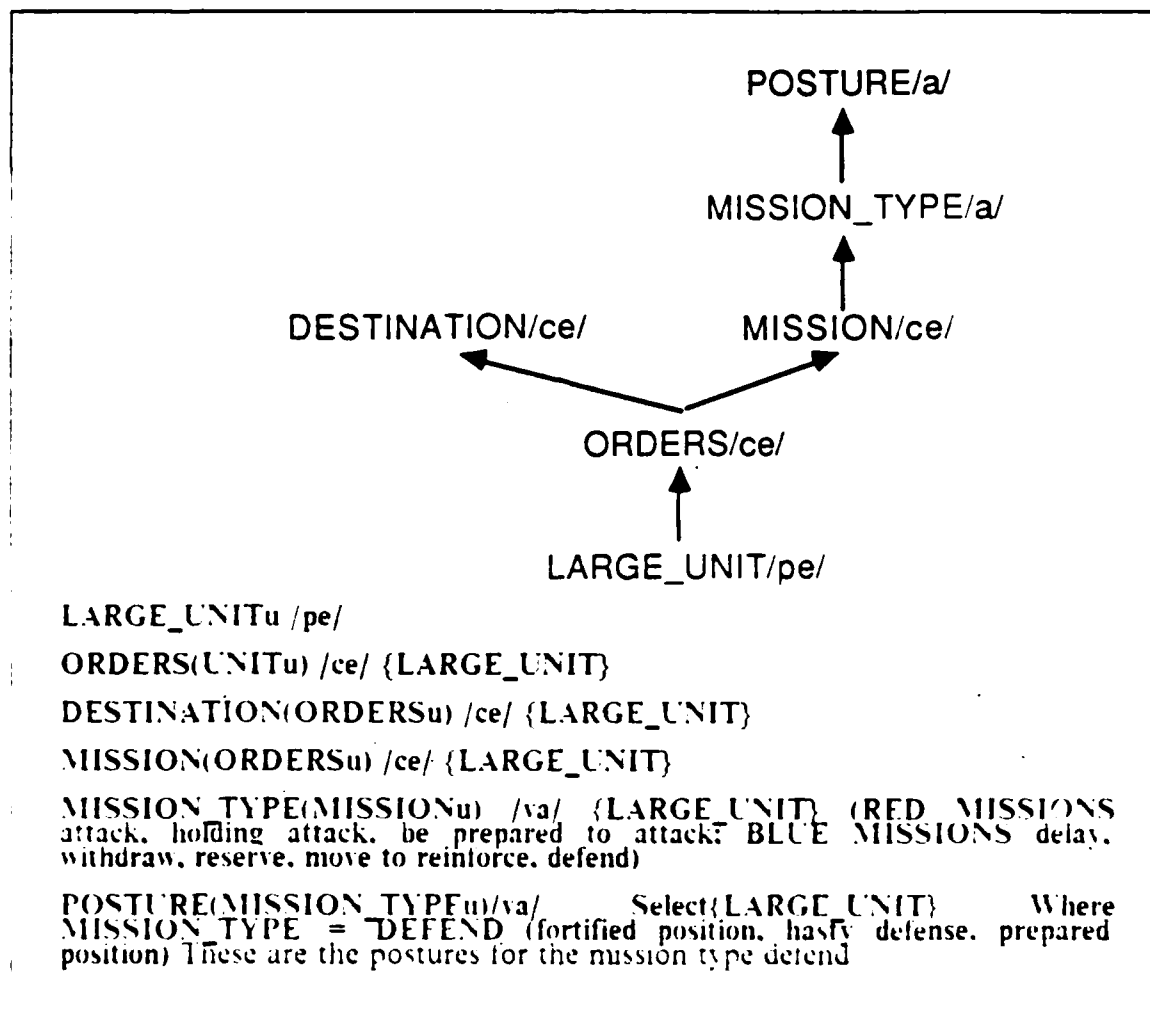 POSTURE/a/
MISSION_TYPE/a/
DESTINATION/ce/ MISSION/ce/
ORDERS/ce/
LARGE_UNIT/pe/
LARGE_UNITu /pe/
ORDERS(UNITu) /ce/ {LARGE_UNIT}
DESTINATION(ORDERSu) /ce/ {LARGE_UNIT}
MISSION(ORDERSu) /ce/ {LARGE_UNIT}
MISSION_TYPE(MISSIONu) /va/ {LARGE_UNIT} (RED MISSIONS
attack, holding attack, be prepared to attack; BLUE MISSIONS delay,
withdraw, reserve, move to reinforce, defend)
POSTURE(MISSION_TYPEu)/va/ Select{LARGE_UNIT} Where
MISSION_TYPE = DEFEND (fortified position, hasty defense, prepared
position) These are the postures for the mission type defend